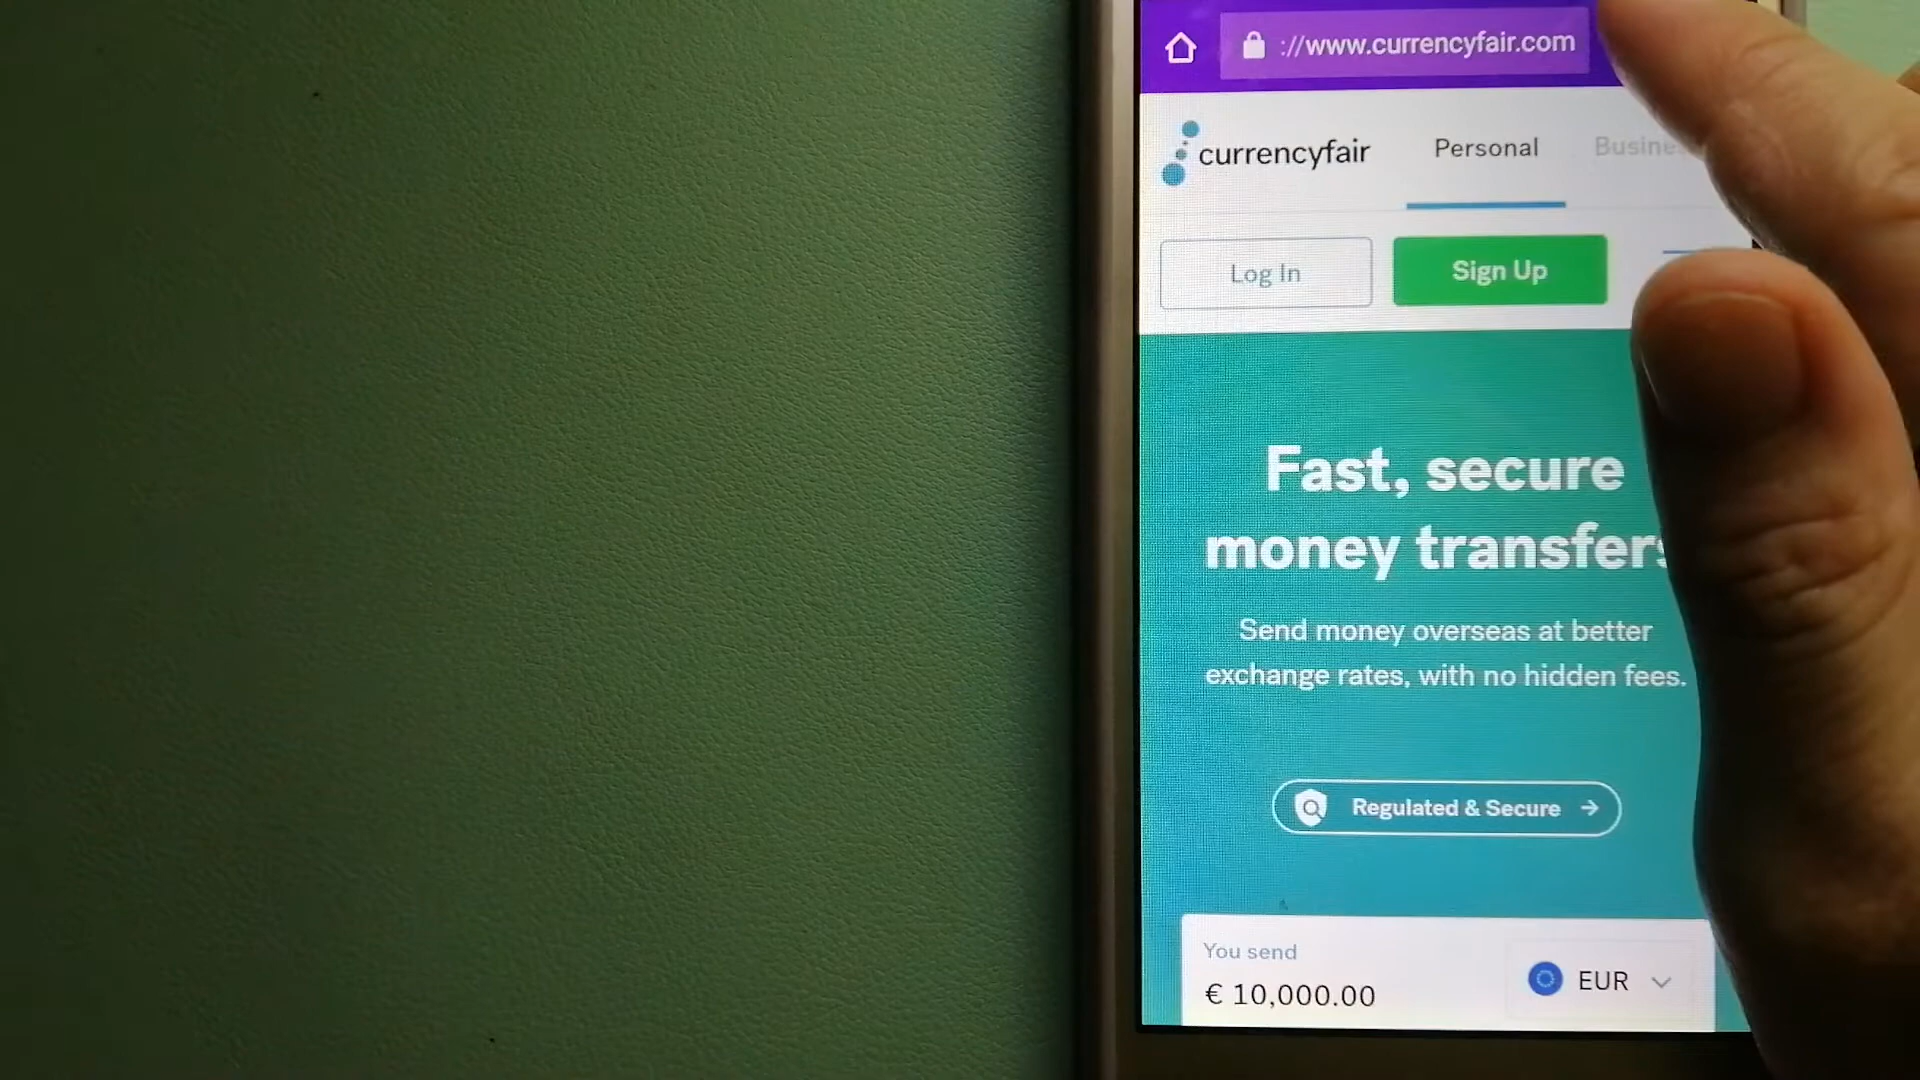 ://www.currencyfair.com
currencyfair
Personal
Log In
Sign Up
Fast, secure
money transfers
Send money overseas at better
exchange rates, with no hidden fees.
Regulated & Secure →
You send
€ 10,000.00
EUR